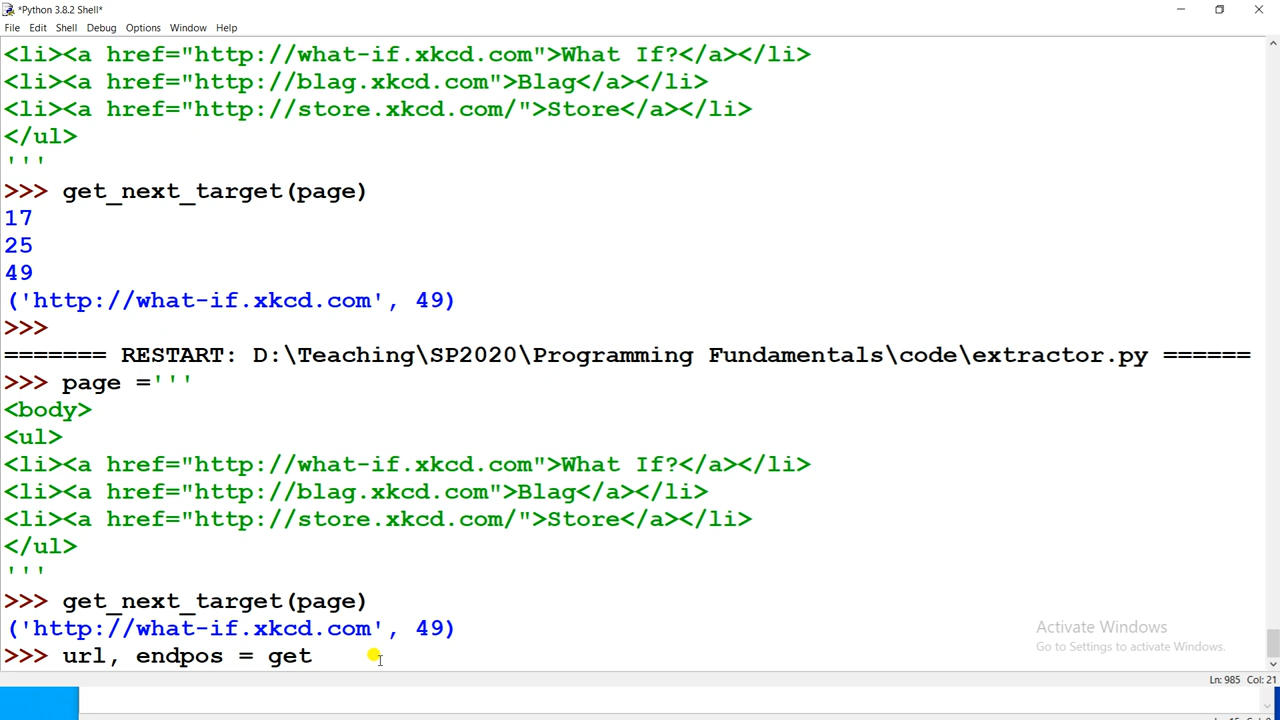 *Python 3.8.2 Shell*
File Edit Shell Debug Options Window Help
<li><a href="http://what-if.xkcd.com">What If?</a></li>
<li><a href="http://blag.xkcd.com">Blag</a></li>
<li><a href="http://store.xkcd.com/">Store</a></li>
</ul>
'''
>>> get_next_target(page)
17
25
49
('http://what-if.xkcd.com', 49)
>>>
======= RESTART: D:\Teaching\SP2020\Programming Fundamentals\code\extractor.py ======
>>> page ='''
<body>
<ul>
<li><a href="http://what-if.xkcd.com">What If?</a></li>
<li><a href="http://blag.xkcd.com">Blag</a></li>
<li><a href="http://store.xkcd.com/">Store</a></li>
</ul>
'''
>>> get_next_target(page)
('http://what-if.xkcd.com', 49)
>>> url, endpos = get
Activate Windows
Go to Settings to activate Windows.
Ln: 985 Col: 21